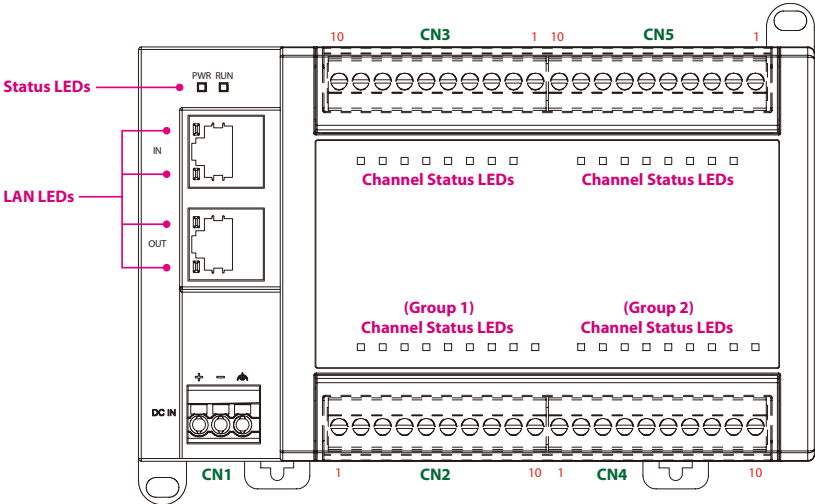 10 CN3 1 10 CN5 1
PWR RUN
Status LEDs
IN
Channel Status LEDs Channel Status LEDs
LAN LEDs
OUT
(Group 1) (Group 2)
Channel Status LEDs Channel Status LEDs
+ −
DC IN
CN1 1 CN2 10 1 CN4 10